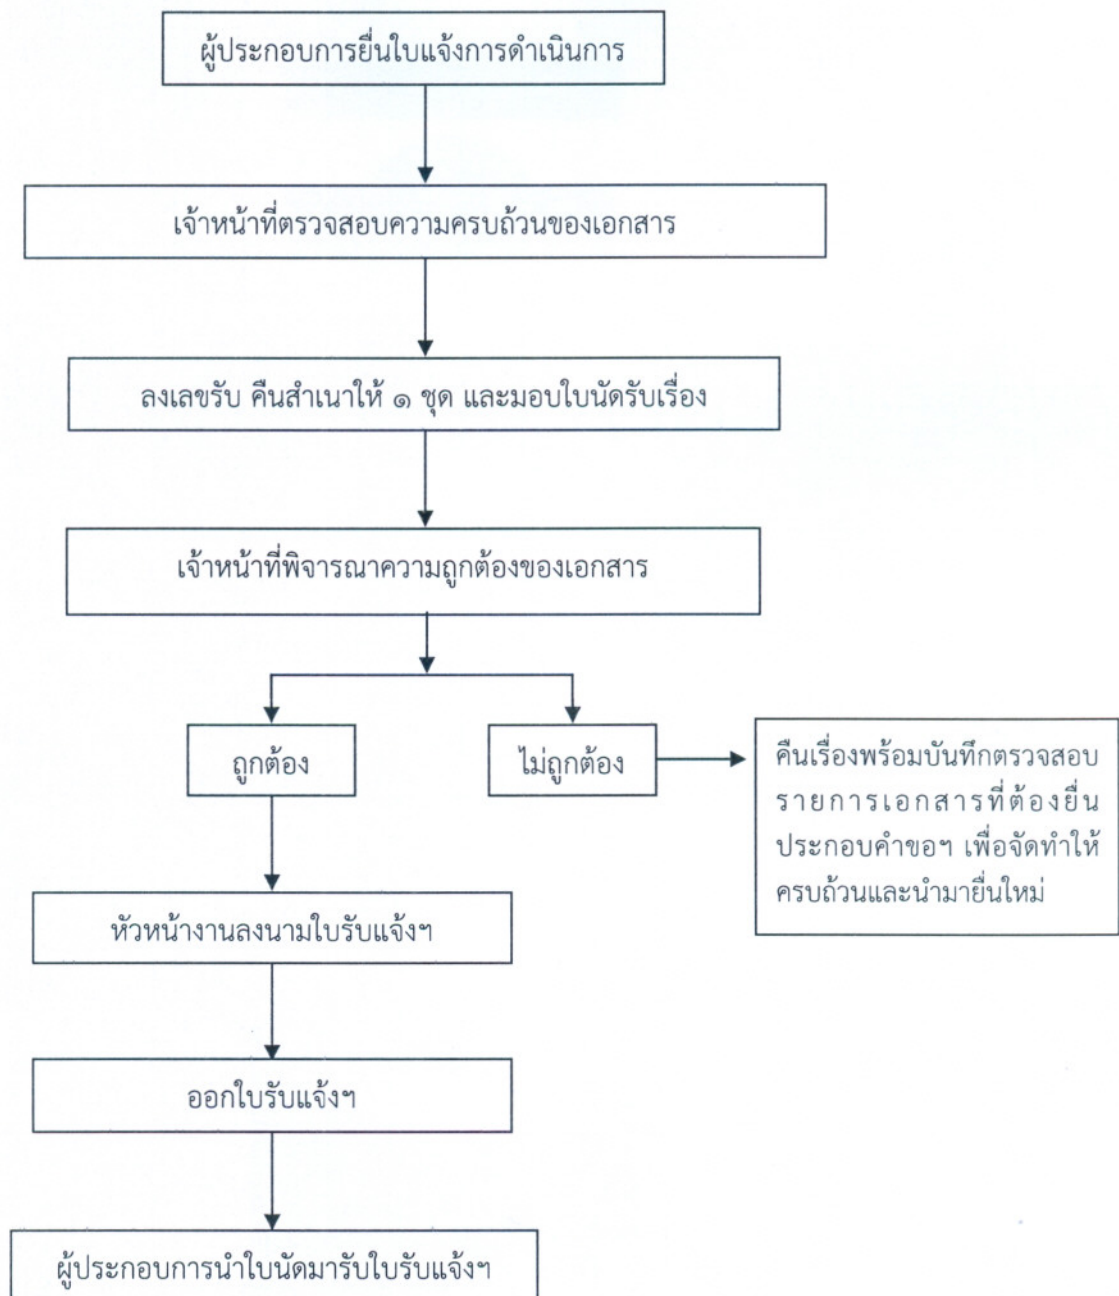 ผู้ประกอบการยื่นใบแจ้งการดำเนินการ
เจ้าหน้าที่ตรวจสอบความครบถ้วนของเอกสาร
ลงเลขรับ คืนสำเนาให้ ๑ ชุด และมอบใบนัดรับเรื่อง
เจ้าหน้าที่พิจารณาความถูกต้องของเอกสาร
ถูกต้อง
ไม่ถูกต้อง
คืนเรื่องพร้อมบันทึกตรวจสอบ
รายการเอกสารที่ต้องยื่น
ประกอบคำขอฯ เพื่อจัดทำให้
ครบถ้วนและนำมายื่นใหม่
หัวหน้างานลงนามใบรับแจ้งฯ
ออกใบรับแจ้งฯ
ผู้ประกอบการนำใบนัดมารับใบรับแจ้งฯ